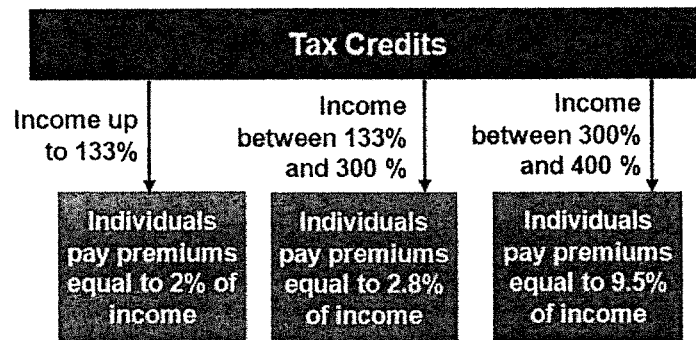 Tax Credits
Income up
to 133%
Income
between 133%
and 300 %
Income
between 300%
and 400 %
Individuals
pay premiums
equal to 2% of
income
Individuals
pay premiums
equal to 2.8%
of income
Individuals
pay premiums
equal to 9.5%
of income